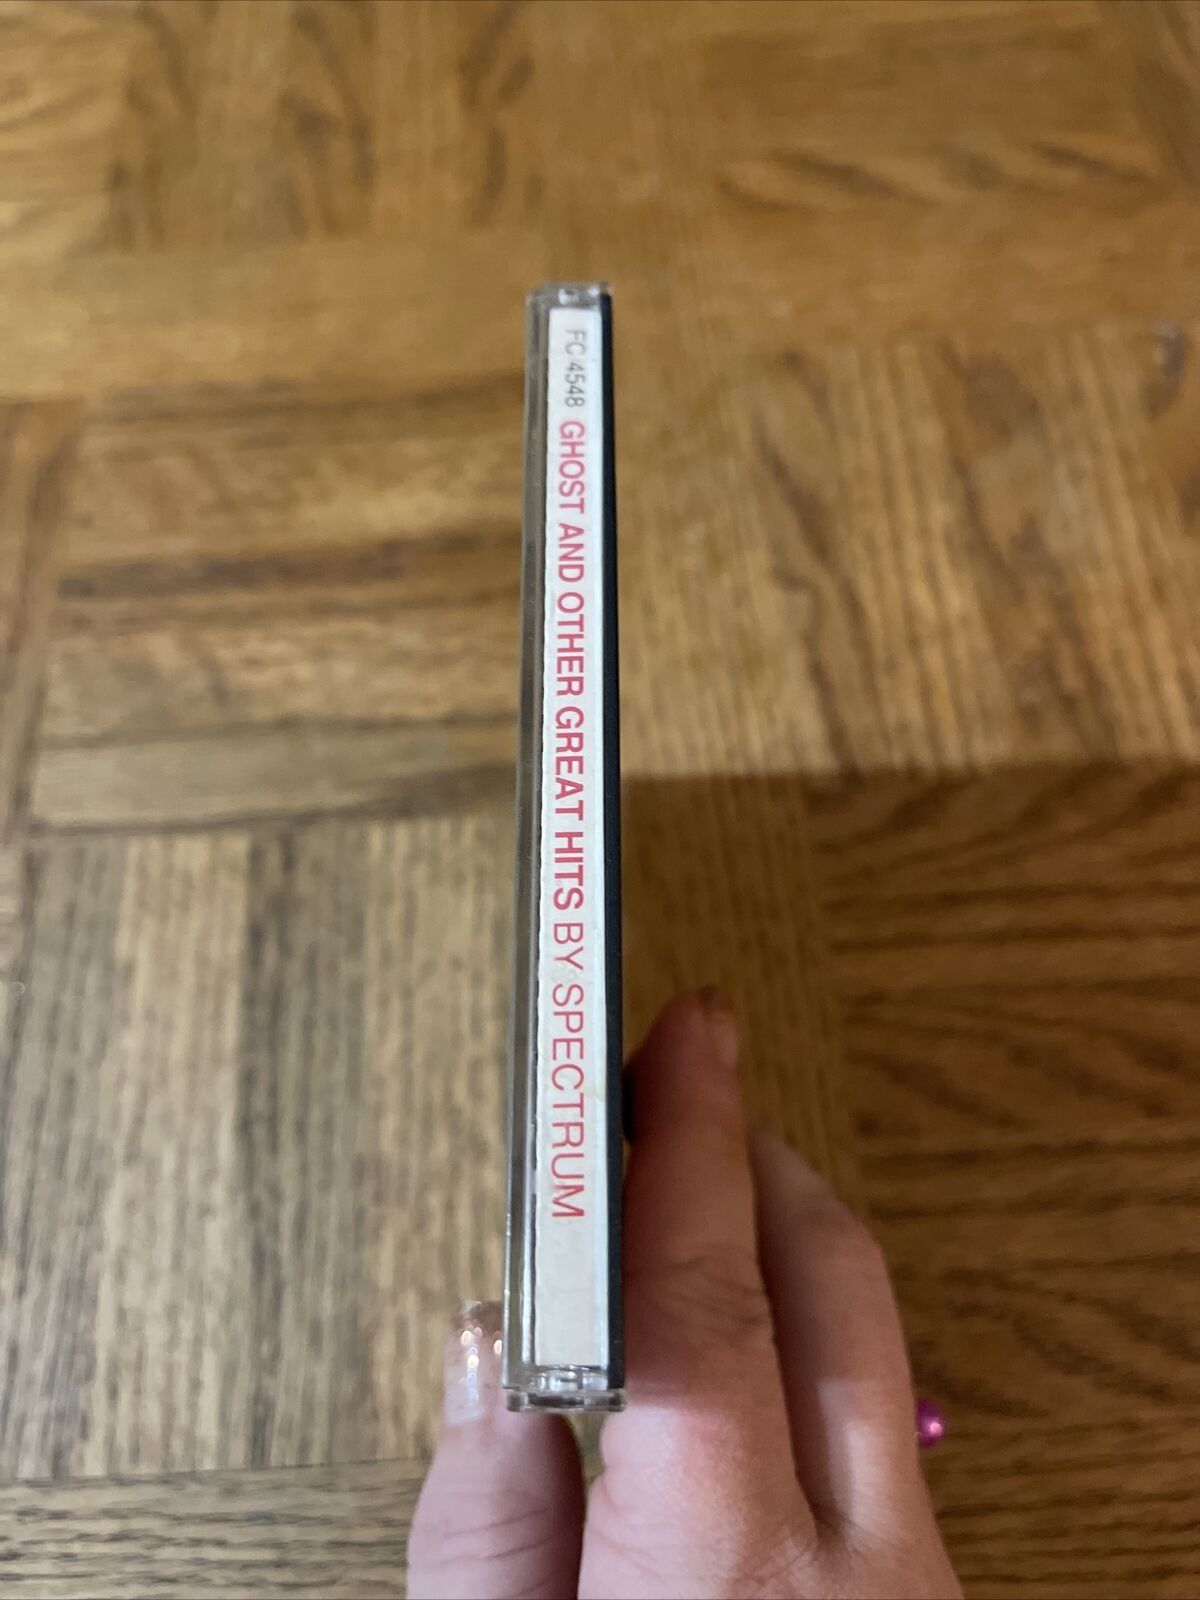 FC 4548 GHOST AND OTHER GREAT HITS BY SPECTRUM